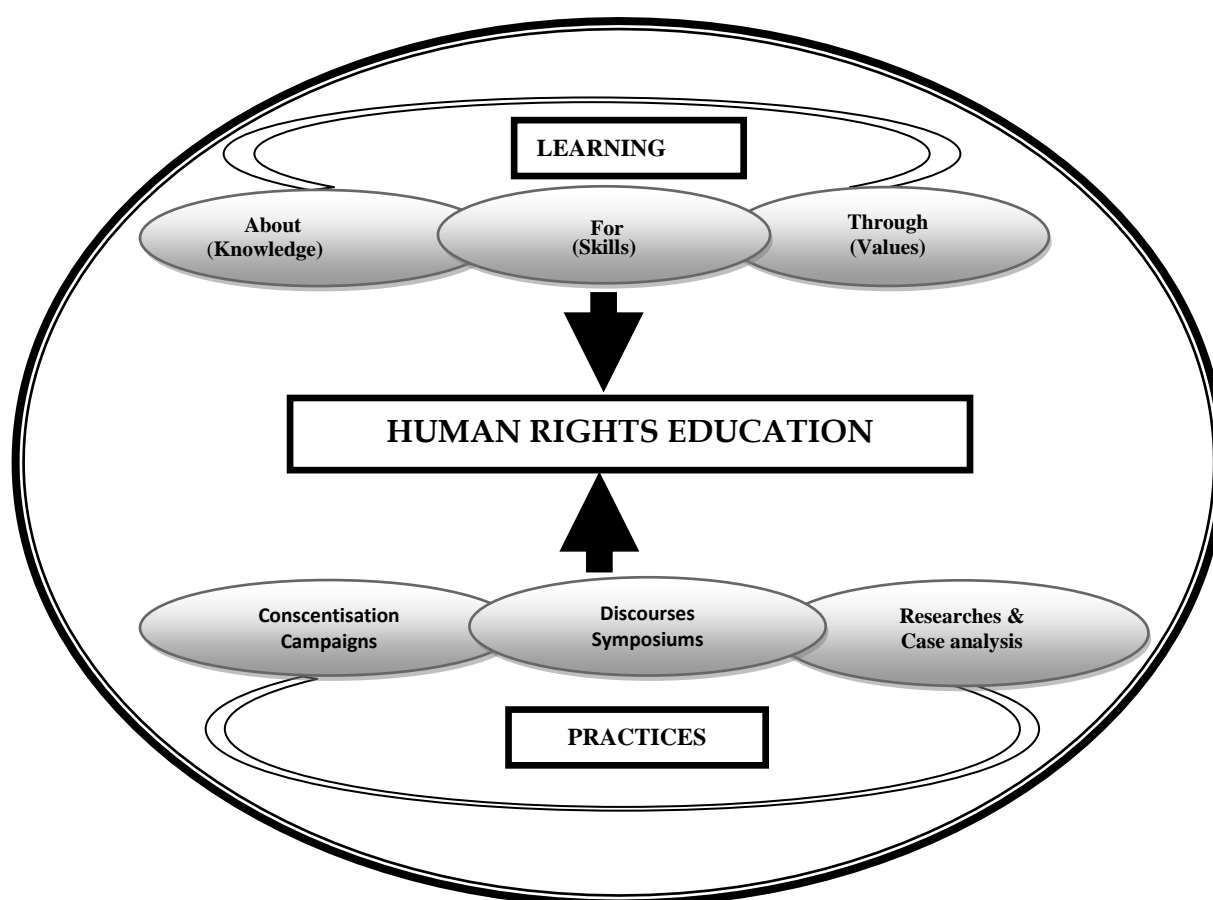 LEARNING
About
(Knowledge)
For
(Skills)
Through
(Values)
HUMAN RIGHTS EDUCATION
Conscentisation
Campaigns
Discourses
Symposiums
Researches &
Case analysis
PRACTICES